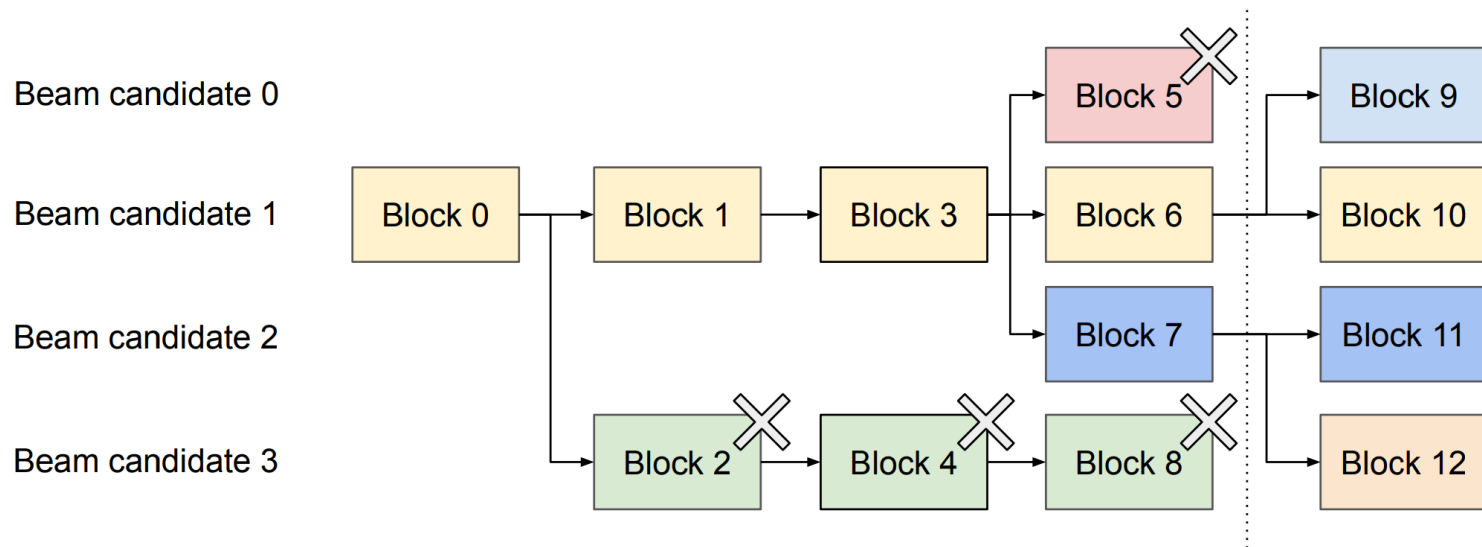 Beam candidate 0
Block 5
Block 9
Beam candidate 1
Block 0
Block 1
Block 3
Block 6
Block 10
Beam candidate 2
Block 7
Block 11
Beam candidate 3
Block 2
Block 4
Block 8
Block 12